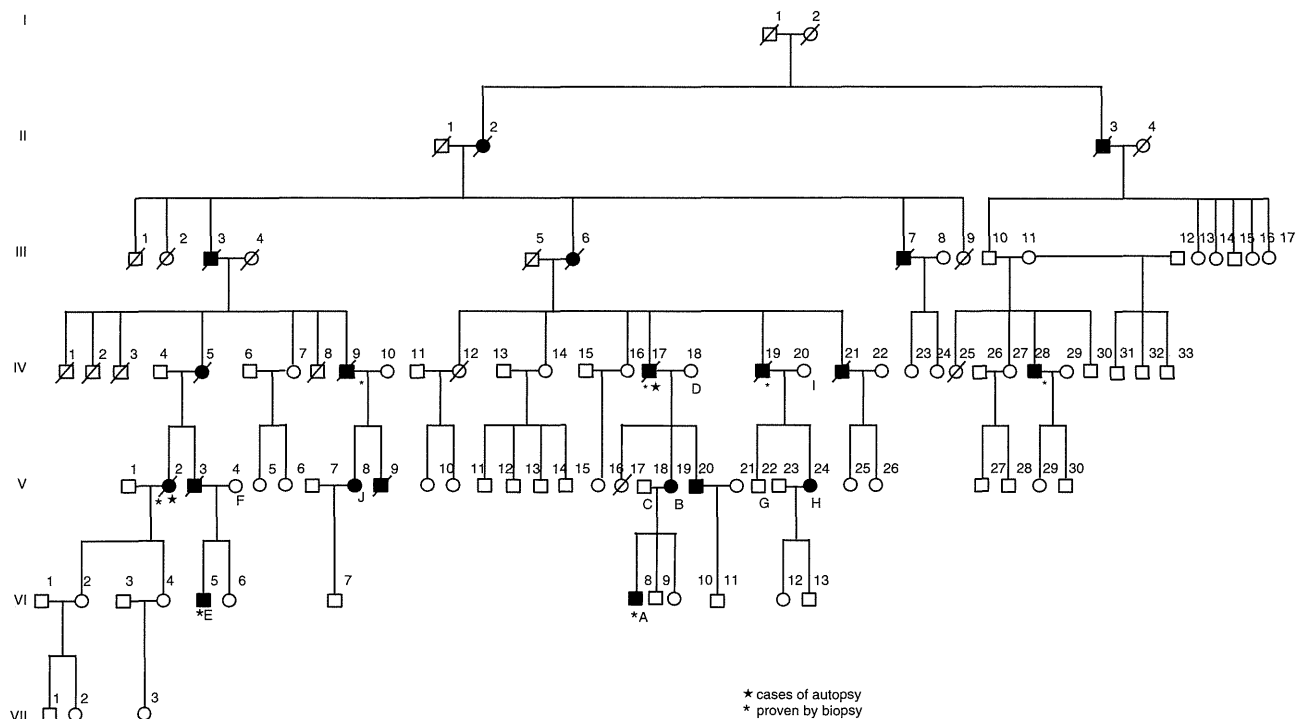 I
1 2
II
1 2 3 4
III
1 2 3 4 5 6 7 8 9 10 11 12 13 14 15 16 17
IV
1 2 3 4 5 6 7 8 9 10 11 12 13 14 15 16 17 18 19 20 21 22 23 24 25 26 27 28 29 30 31 32 33
* *★ D * I *
V
1 2 3 4 5 6 7 8 9 10 11 12 13 14 15 16 17 18 19 20 21 22 23 24 25 26 27 28 29 30
*★ F J C B G H
VI
1 2 3 4 5 6 7 8 9 10 11 12 13
*E *A
VII
1 2 3
★ cases of autopsy
* proven by biopsy